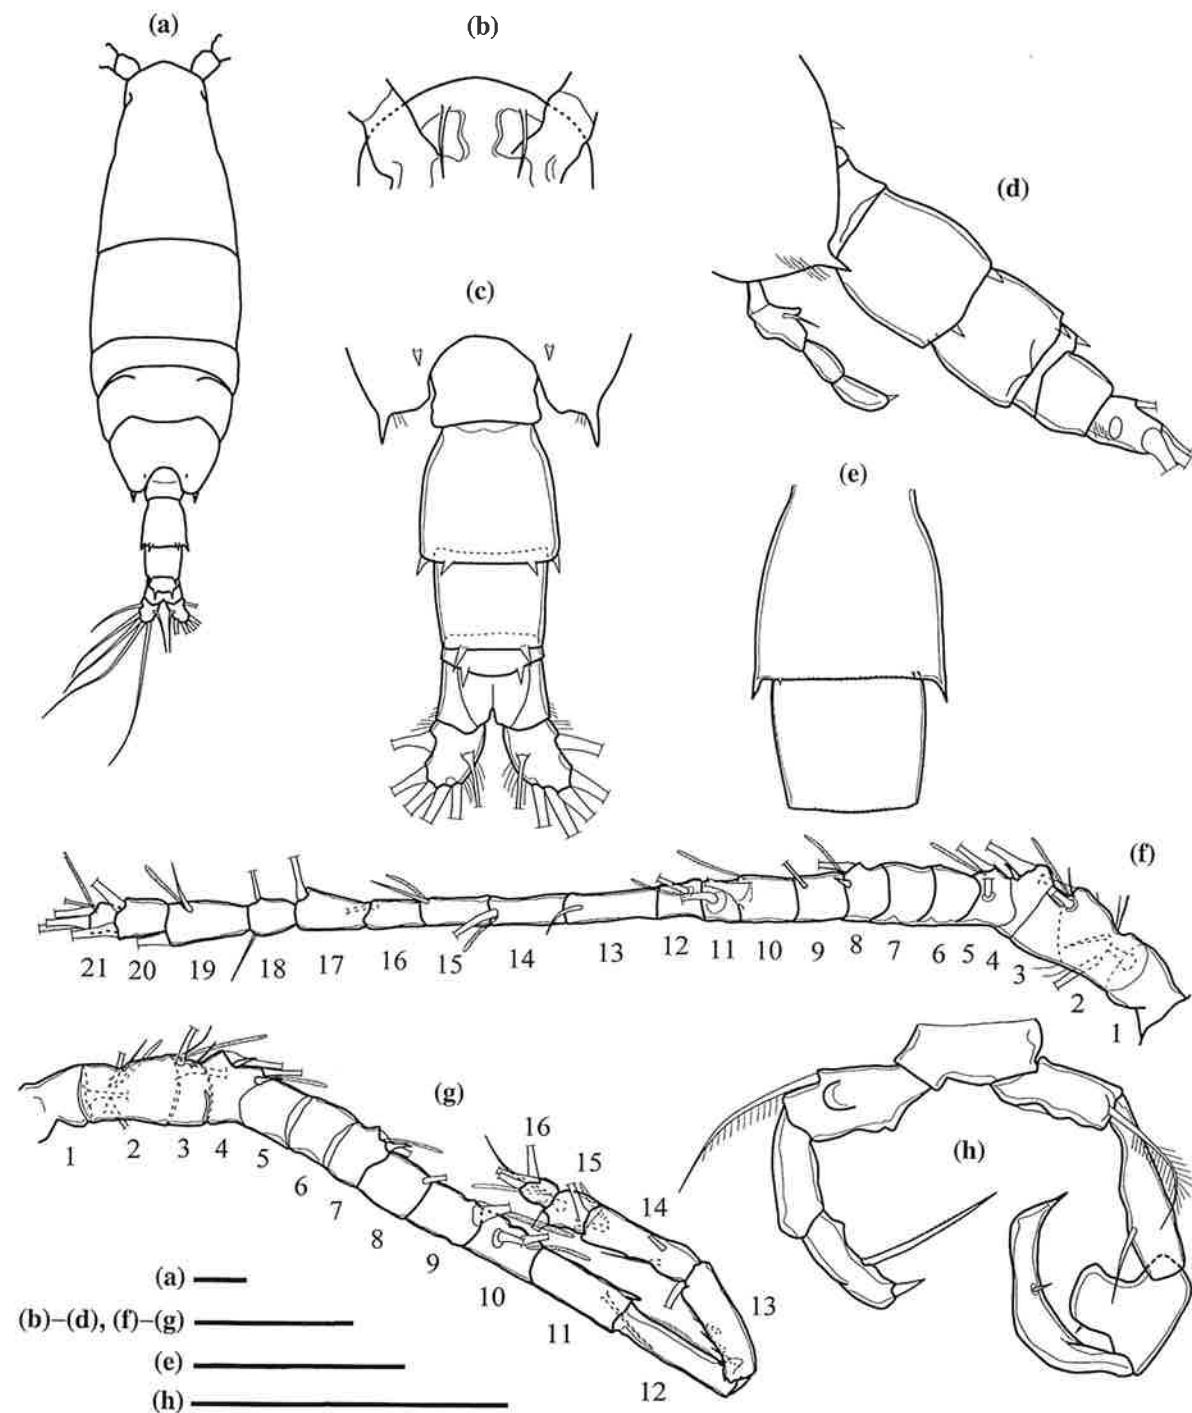 (a)
(b)
(c)
(d)
(e)
(f)
21 20 19 18 17 16 15 14 13 12 11 10 9 8 7 6 5 4 3 2 1
(g)
1 2 3 4 5 6 7 8 9 10 11 12 13 14 15 16
(h)
(a)
(b)–(d), (f)–(g)
(e)
(h)